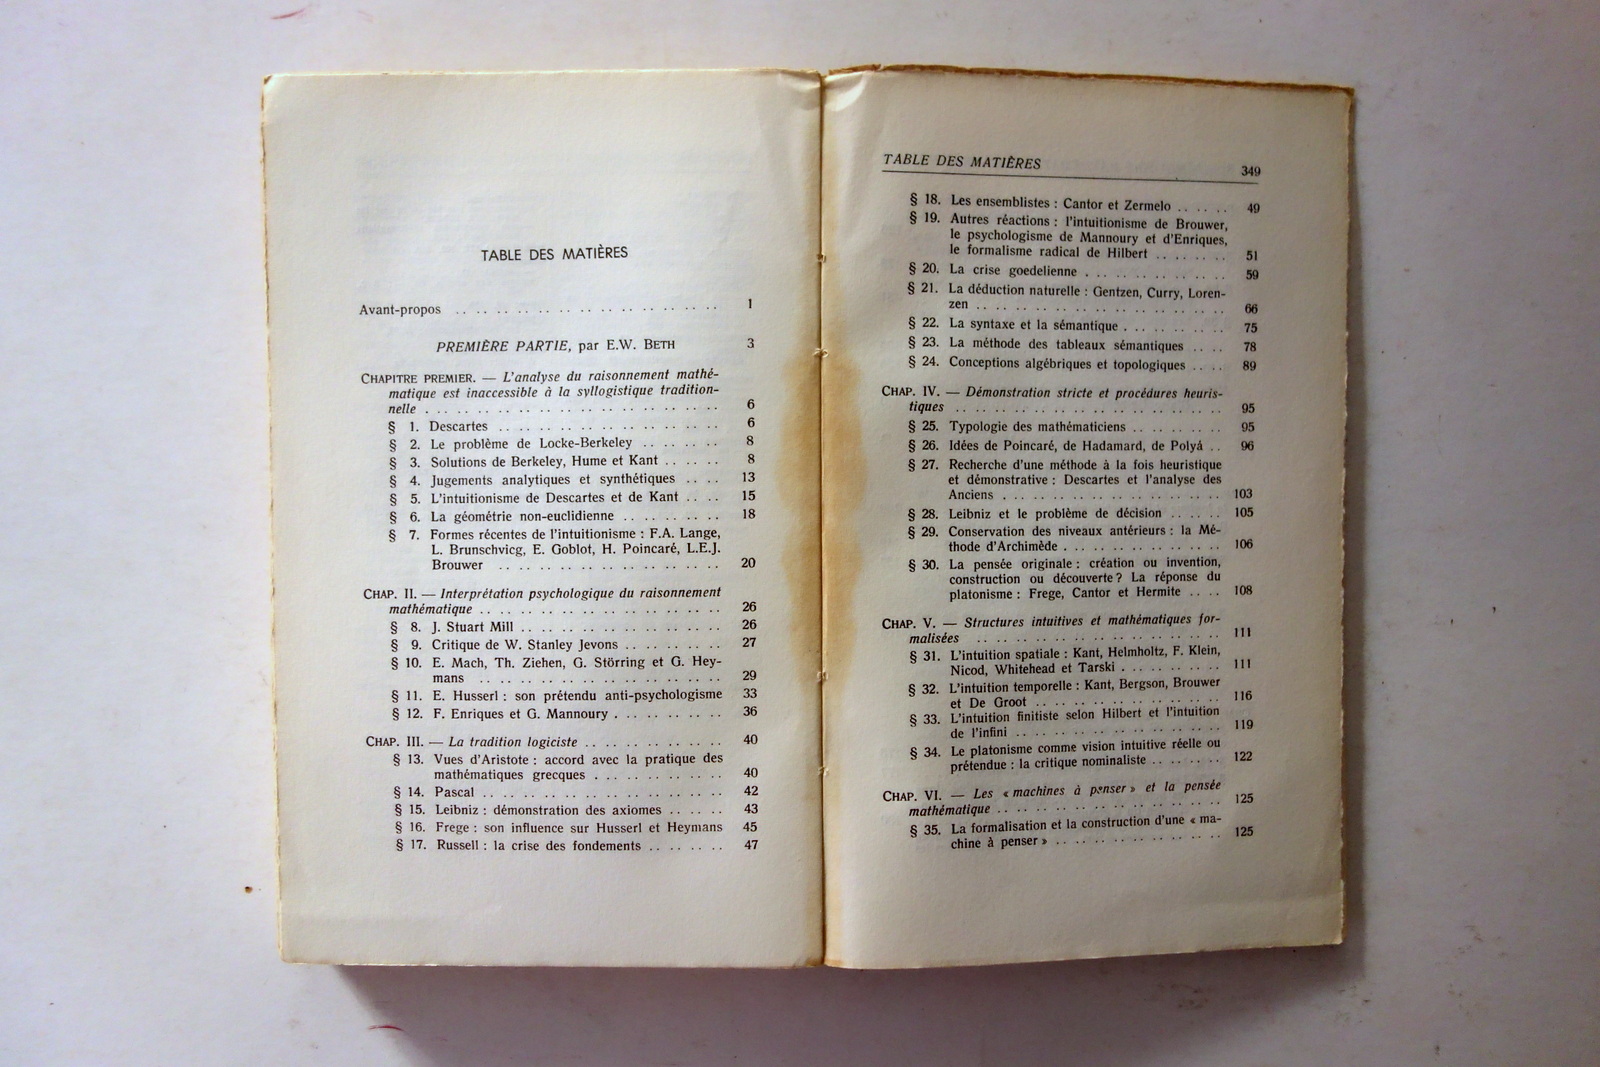 TABLE DES MATIÈRES
Avant-propos .. .. .. .. .. .. .. .. .. .. .. .. .. 1
PREMIÈRE PARTIE, par E.W. BETH 3
CHAPITRE PREMIER. — L'analyse du raisonnement mathé-
matique est inaccessible à la syllogistique tradition-
nelle .. .. .. .. .. .. .. .. .. .. .. .. .. .. 6
§ 1. Descartes .. .. .. .. .. .. .. .. .. .. .. 6
§ 2. Le problème de Locke-Berkeley .. .. .. .. 8
§ 3. Solutions de Berkeley, Hume et Kant .. .. .. 8
§ 4. Jugements analytiques et synthétiques .. .. 13
§ 5. L'intuitionisme de Descartes et de Kant .. .. 15
§ 6. La géométrie non-euclidienne .. .. .. .. .. 18
§ 7. Formes récentes de l'intuitionisme : F.A. Lange,
L. Brunschvicg, E. Goblot, H. Poincaré, L.E.J.
Brouwer .. .. .. .. .. .. .. .. .. .. .. 20
CHAP. II. — Interprétation psychologique du raisonnement
mathématique .. .. .. .. .. .. .. .. .. .. .. .. 26
§ 8. J. Stuart Mill .. .. .. .. .. .. .. .. .. .. 26
§ 9. Critique de W. Stanley Jevons .. .. .. .. .. 27
§ 10. E. Mach, Th. Ziehen, G. Störring et G. Hey-
mans .. .. .. .. .. .. .. .. .. .. .. .. 29
§ 11. E. Husserl : son prétendu anti-psychologisme 33
§ 12. F. Enriques et G. Mannoury .. .. .. .. .. 36
CHAP. III. — La tradition logiciste .. .. .. .. .. .. .. 40
§ 13. Vues d'Aristote : accord avec la pratique des
mathématiques grecques .. .. .. .. .. .. 40
§ 14. Pascal .. .. .. .. .. .. .. .. .. .. .. .. 42
§ 15. Leibniz : démonstration des axiomes .. .. .. 43
§ 16. Frege : son influence sur Husserl et Heymans 45
§ 17. Russell : la crise des fondements .. .. .. .. 47
TABLE DES MATIÈRES 349
§ 18. Les ensemblistes : Cantor et Zermelo .. .. .. 49
§ 19. Autres réactions : l'intuitionisme de Brouwer,
le psychologisme de Mannoury et d'Enriques,
le formalisme radical de Hilbert .. .. .. .. 51
§ 20. La crise goedelienne .. .. .. .. .. .. .. 59
§ 21. La déduction naturelle : Gentzen, Curry, Loren-
zen .. .. .. .. .. .. .. .. .. .. .. .. 66
§ 22. La syntaxe et la sémantique .. .. .. .. .. 75
§ 23. La méthode des tableaux sémantiques .. .. 78
§ 24. Conceptions algébriques et topologiques .. .. 89
CHAP. IV. — Démonstration stricte et procédures heuris-
tiques .. .. .. .. .. .. .. .. .. .. .. .. .. 95
§ 25. Typologie des mathématiciens .. .. .. .. .. 95
§ 26. Idées de Poincaré, de Hadamard, de Polyá .. 96
§ 27. Recherche d'une méthode à la fois heuristique
et démonstrative : Descartes et l'analyse des
Anciens .. .. .. .. .. .. .. .. .. .. .. 103
§ 28. Leibniz et le problème de décision .. .. .. 105
§ 29. Conservation des niveaux antérieurs : la Mé-
thode d'Archimède .. .. .. .. .. .. .. .. 106
§ 30. La pensée originale : création ou invention,
construction ou découverte ? La réponse du
platonisme : Frege, Cantor et Hermite .. .. 108
CHAP. V. — Structures intuitives et mathématiques for-
malisées .. .. .. .. .. .. .. .. .. .. .. .. 111
§ 31. L'intuition spatiale : Kant, Helmholtz, F. Klein,
Nicod, Whitehead et Tarski .. .. .. .. .. 111
§ 32. L'intuition temporelle : Kant, Bergson, Brouwer
et De Groot .. .. .. .. .. .. .. .. .. .. 116
§ 33. L'intuition finitiste selon Hilbert et l'intuition
de l'infini .. .. .. .. .. .. .. .. .. .. .. 119
§ 34. Le platonisme comme vision intuitive réelle ou
prétendue : la critique nominaliste .. .. .. .. 122
CHAP. VI. — Les « machines à penser » et la pensée
mathématique .. .. .. .. .. .. .. .. .. .. .. 125
§ 35. La formalisation et la construction d'une « ma-
chine à penser » .. .. .. .. .. .. .. .. .. 125